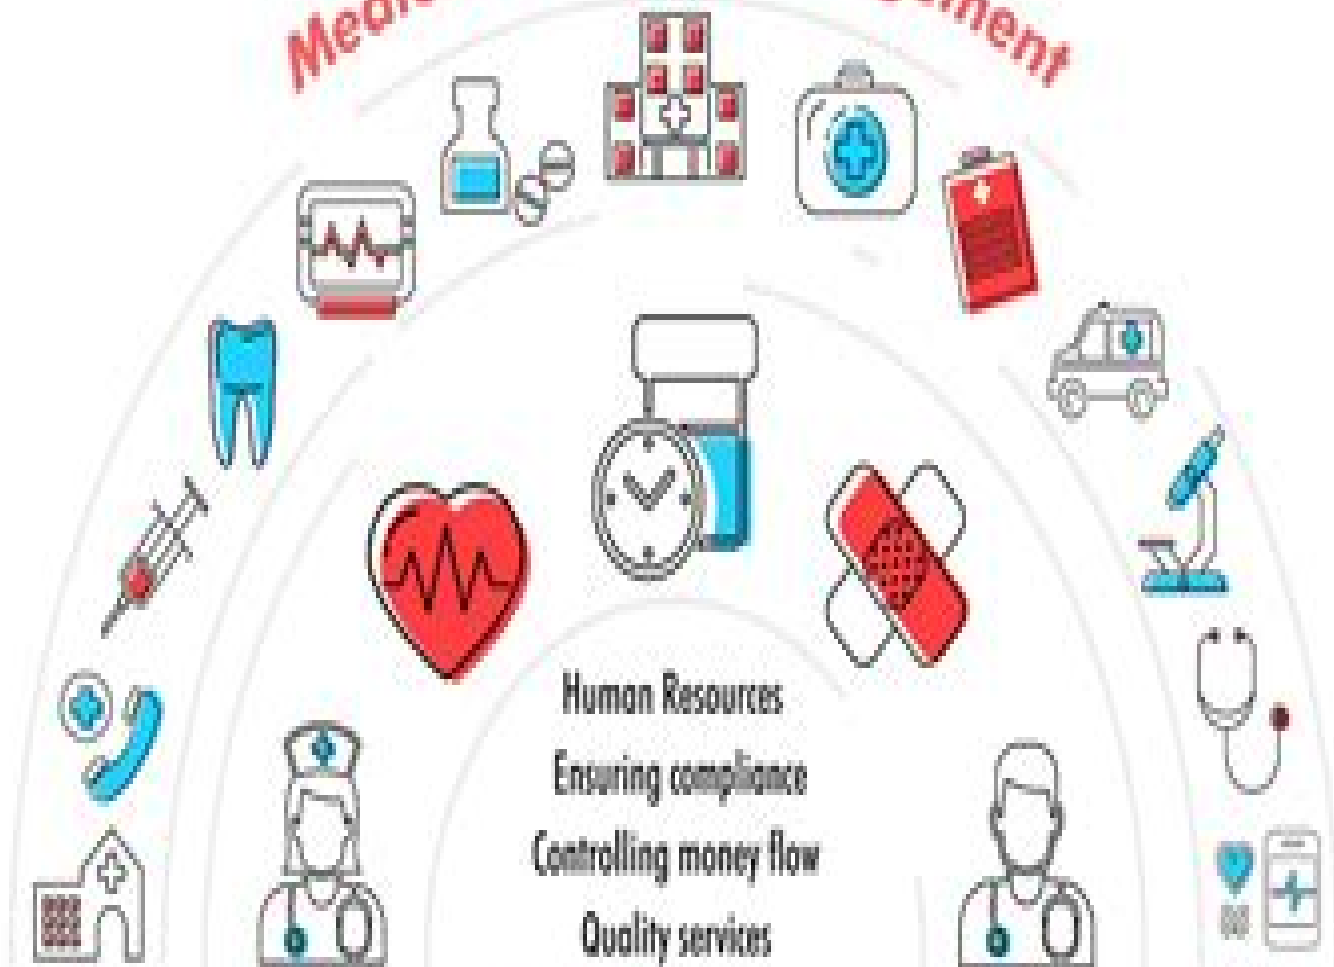 Human Resources
Ensuring compliance
Controlling money flow
Quality services